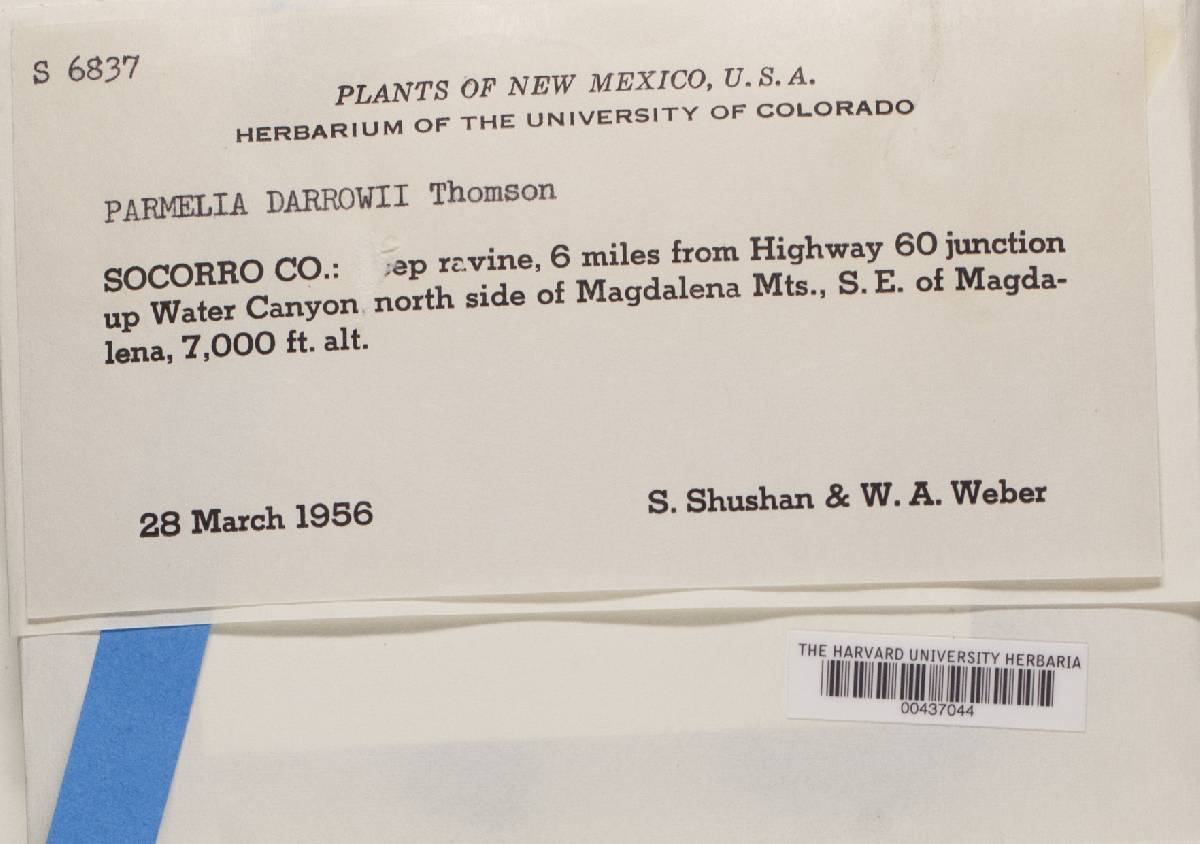 S 6837
PLANTS OF NEW MEXICO, U.S.A.
HERBARIUM OF THE UNIVERSITY OF COLORADO
PARMELIA DARROWII Thomson
SOCORRO CO.: ravine, 6 miles from Highway 60 junction
up Water Canyon, north side of Magdalena Mts., S. E. of Magda-
lena, 7,000 ft. alt.
28 March 1956
S. Shushan & W. A. Weber
THE HARVARD UNIVERSITY HERBARIA
00437044